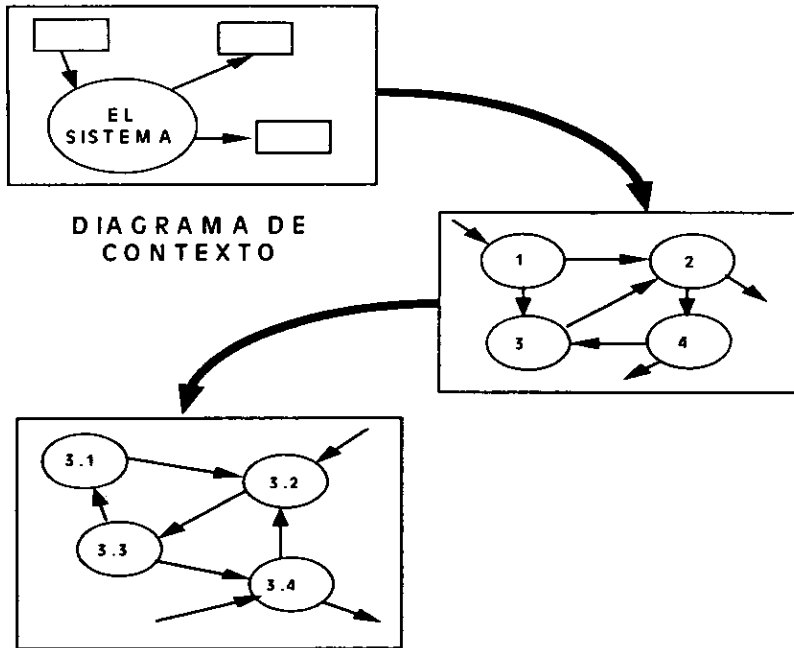 EL
SISTEMA
DIAGRAMA DE
CONTEXTO
1
2
3
4
3.1
3.2
3.3
3.4